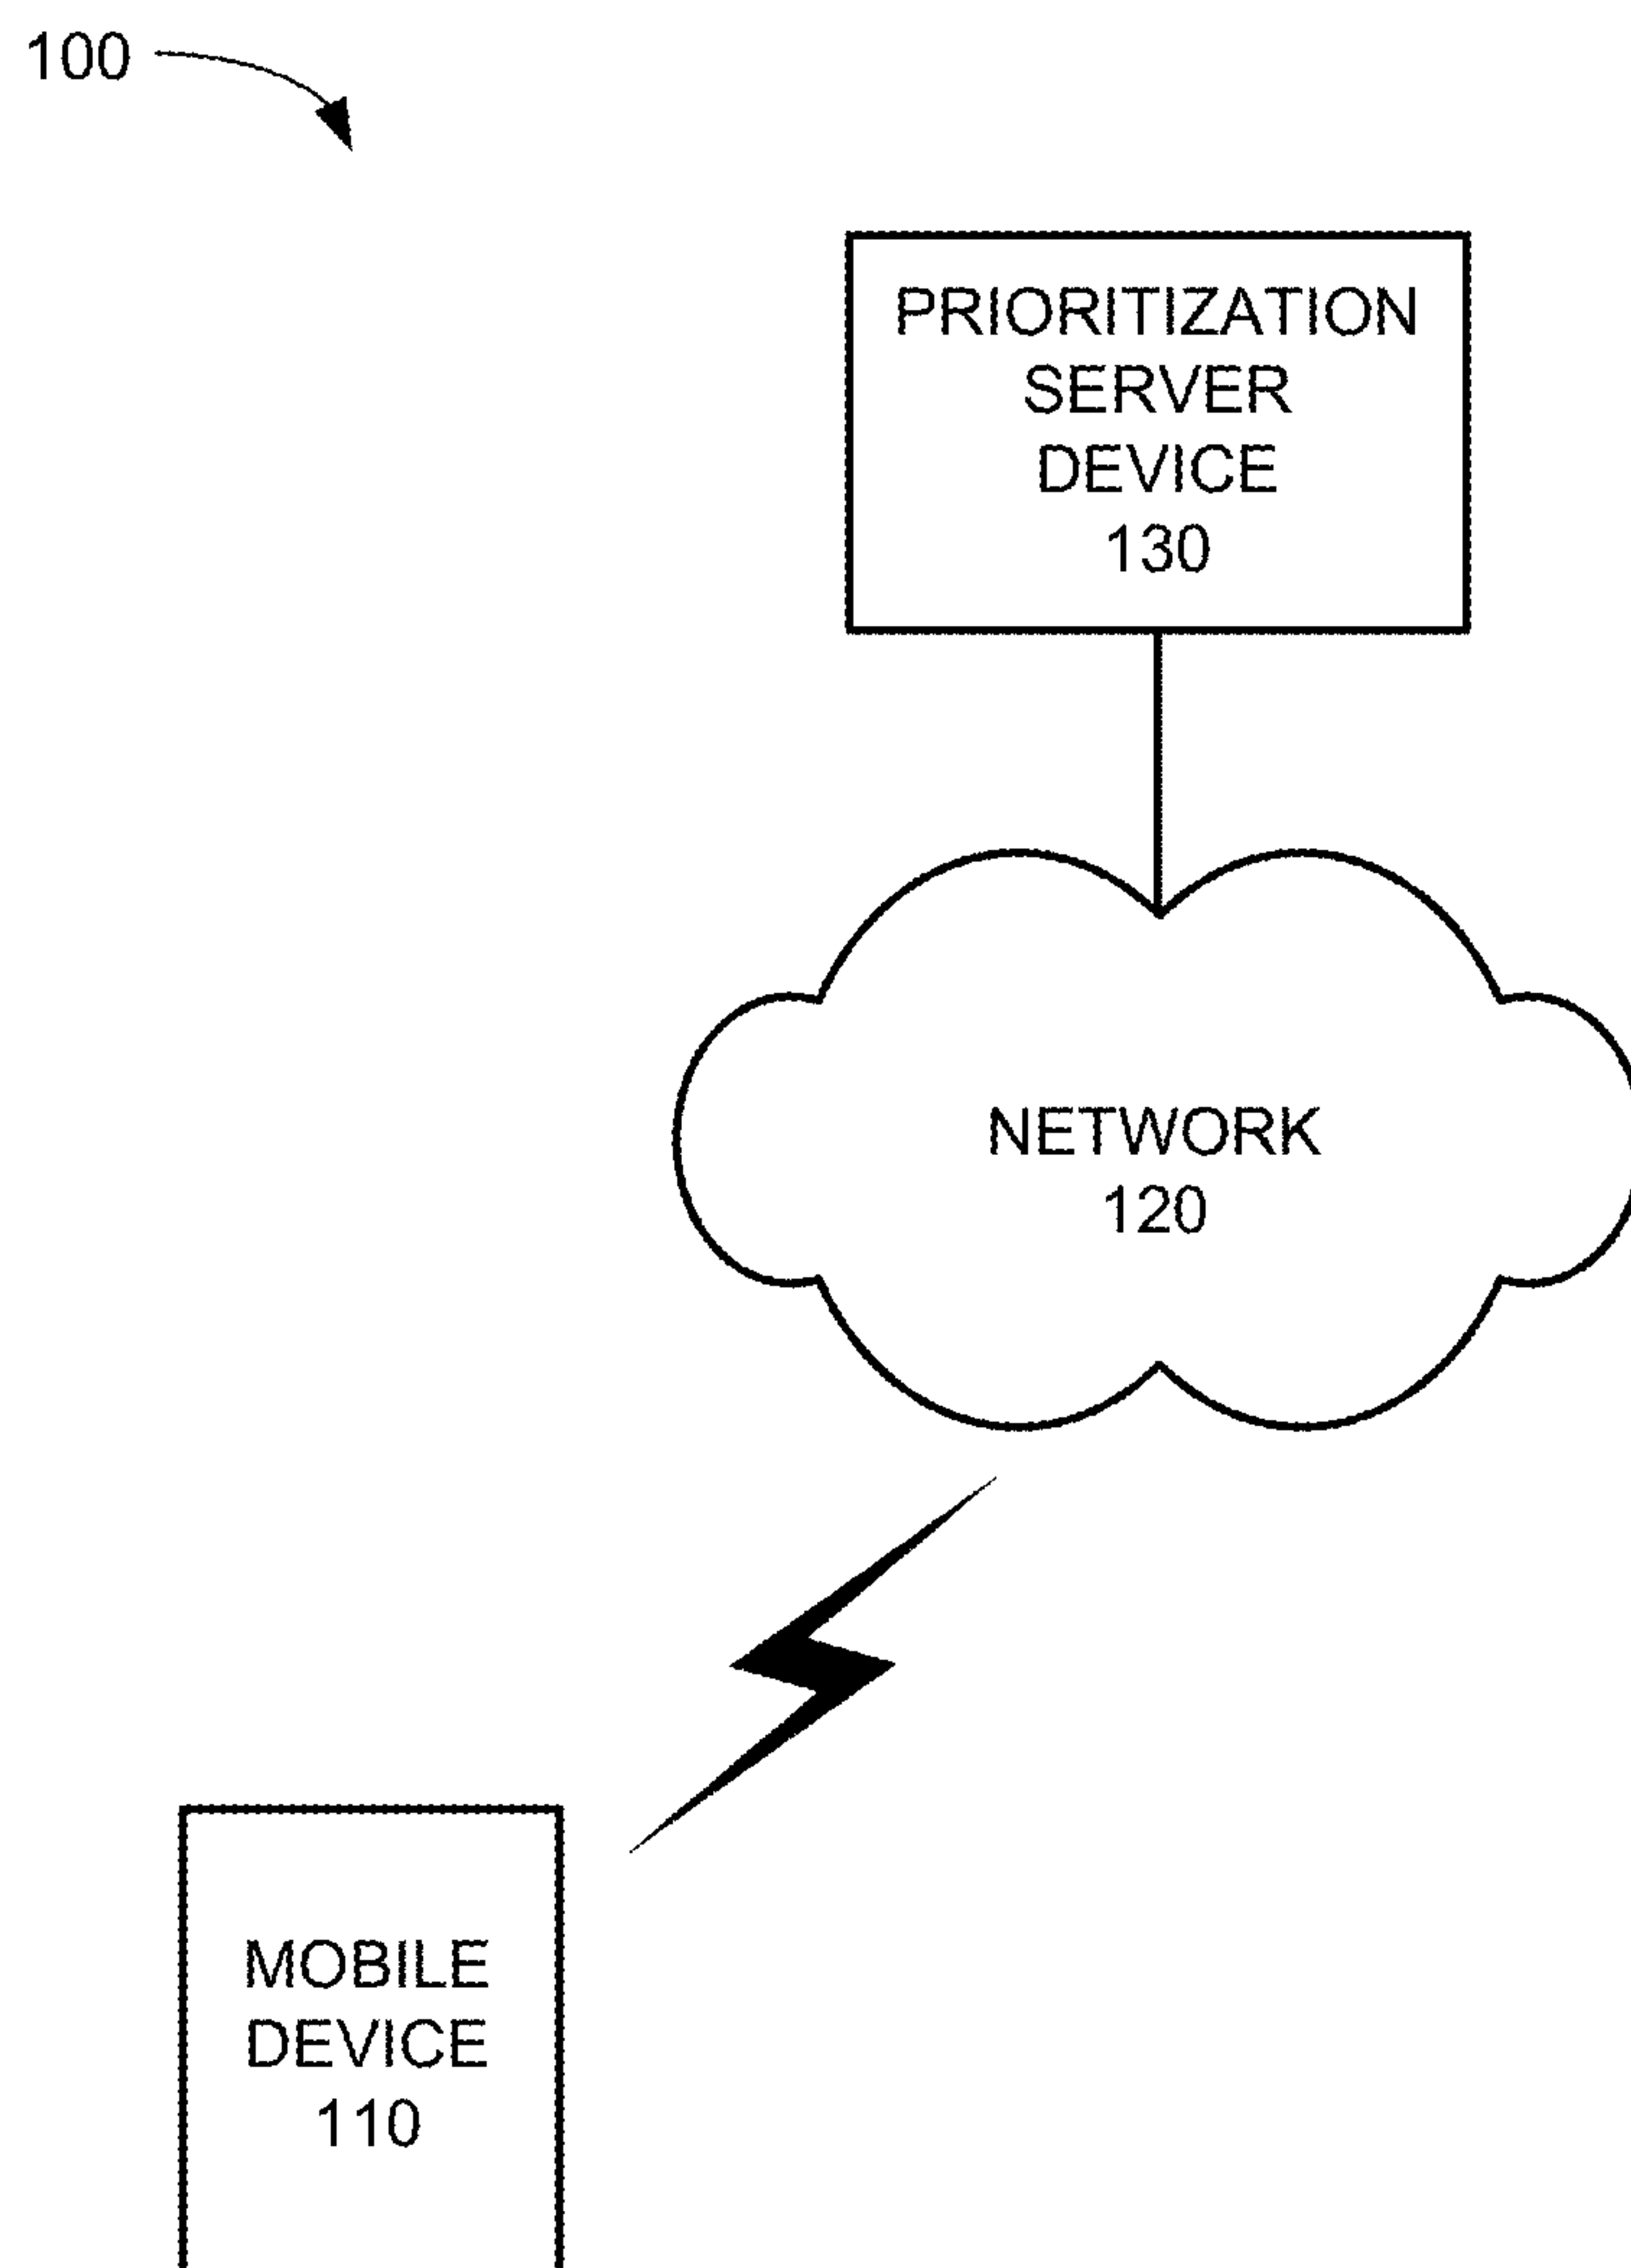 100
PRIORITIZATION
SERVER
DEVICE
130
NETWORK
120
MOBILE
DEVICE
110